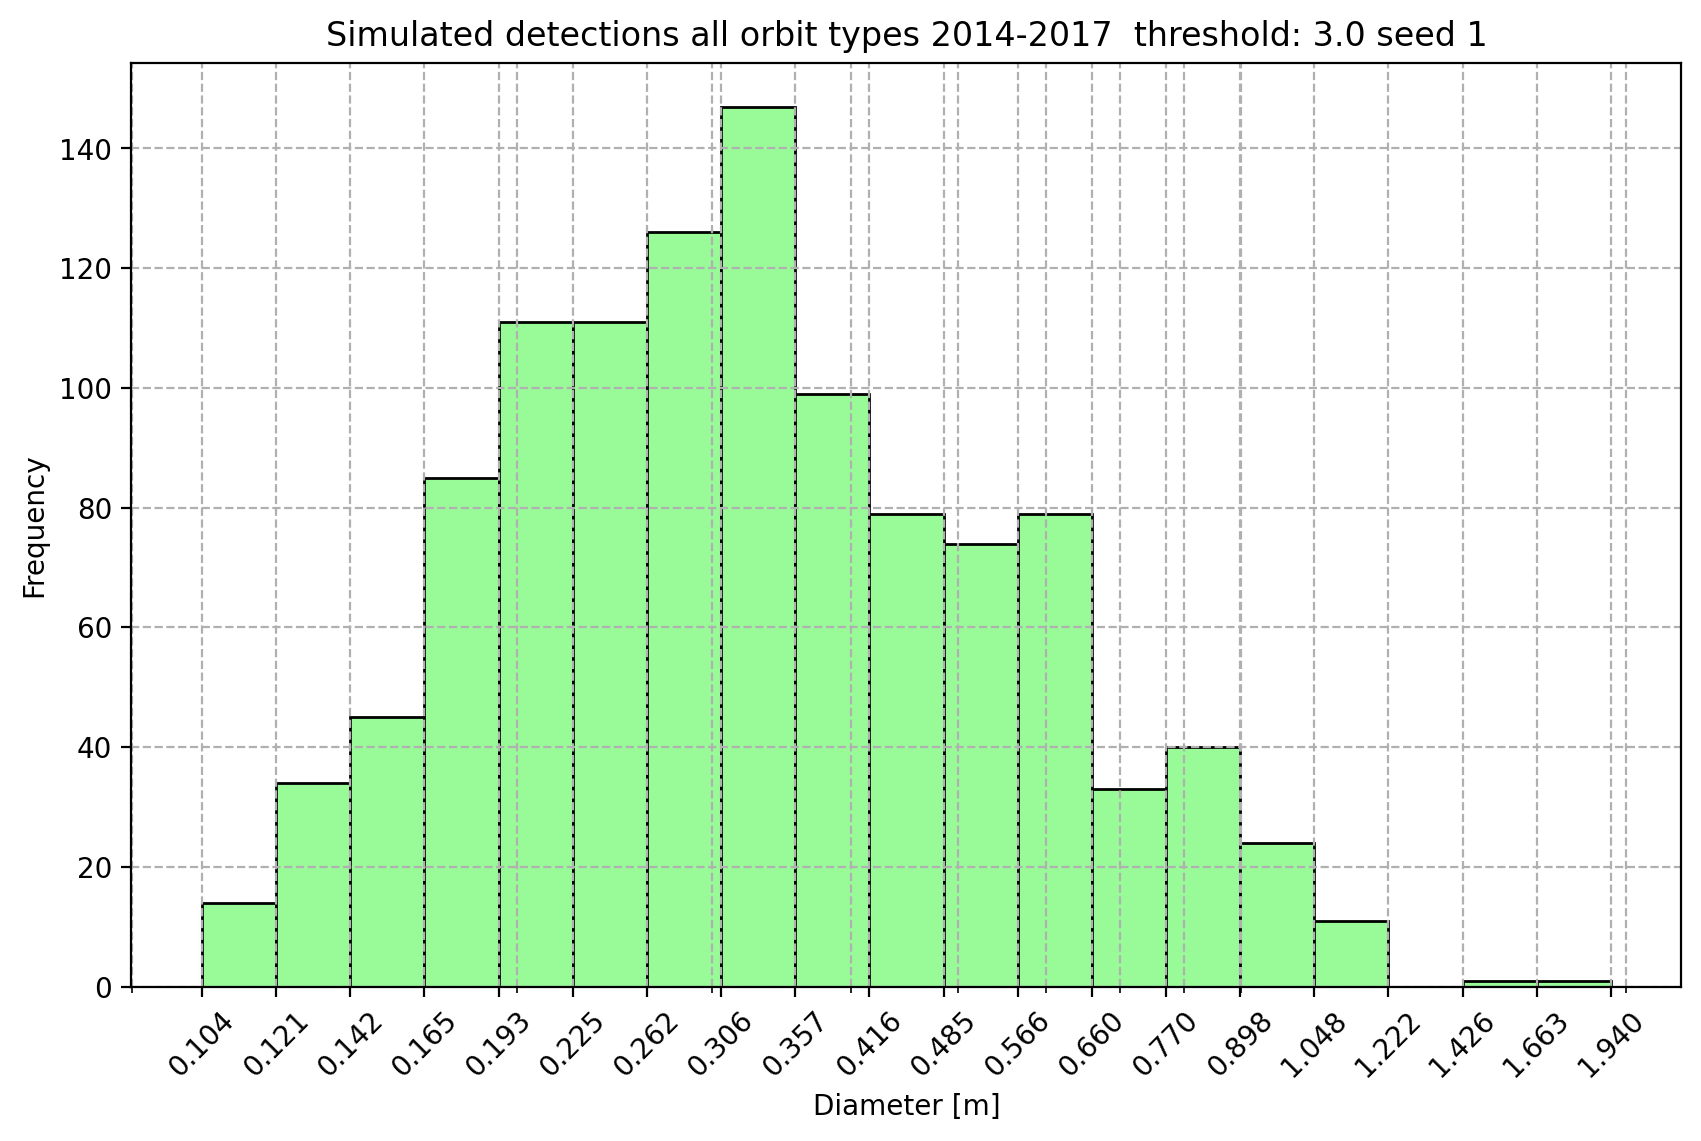 Simulated detections all orbit types 2014-2017  threshold: 3.0 seed 1
140
120
100
80
60
40
20
0
Frequency
0.104 0.121 0.142 0.165 0.193 0.225 0.262 0.306 0.357 0.416 0.485 0.566 0.660 0.770 0.898 1.048 1.222 1.426 1.663 1.940
Diameter [m]